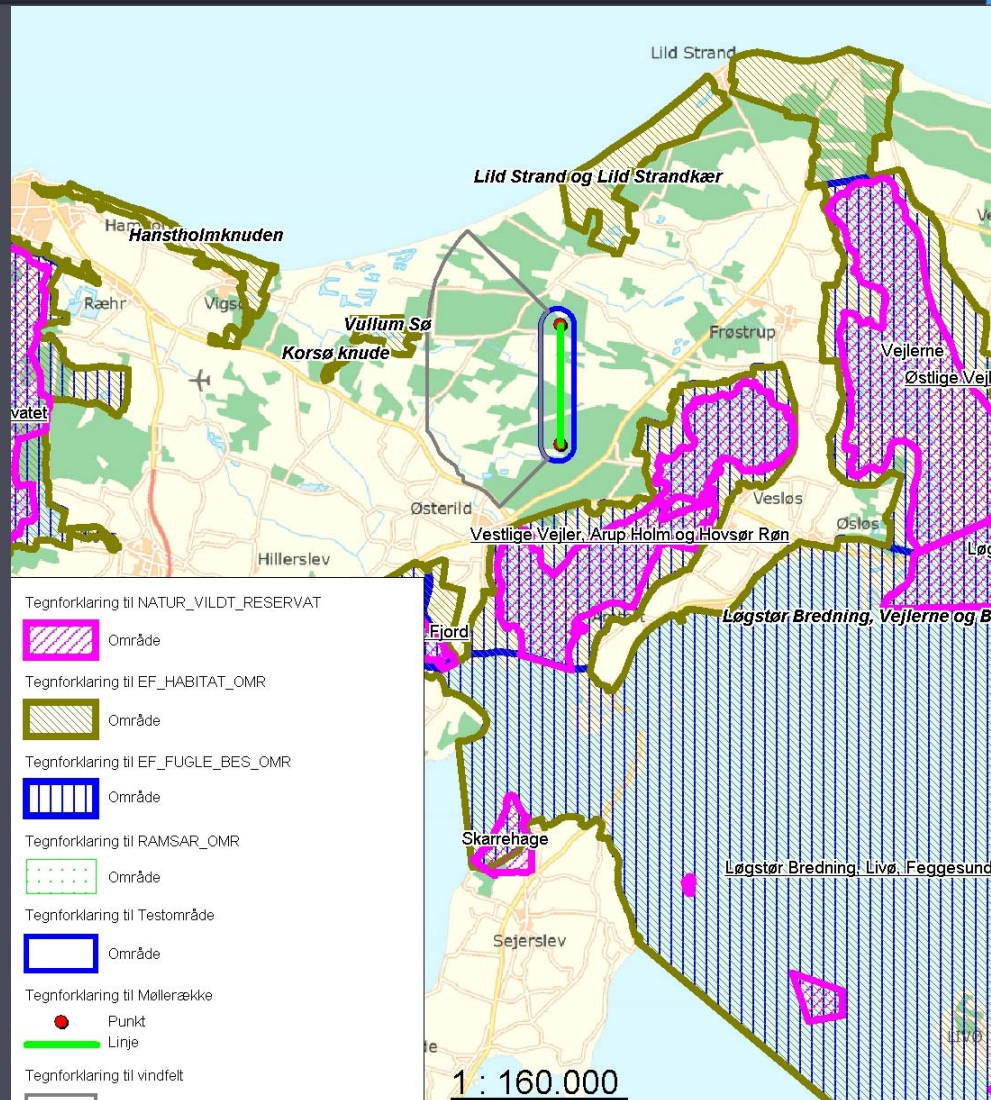 Lild Strand
Lild Strand og Lild Strandkær
Hanstholmknuden
Ræhr
Vullum Sø
Korsø knude
Frøstrup
Vejlerne
Østlige Vejl
vatet
Østerild
Vesløs
Øsløs
Vestlige Vejler, Arup Holm og Hovsør Røn
Hillerslev
Løg
Fjord
Løgstør Bredning, Vejlerne og B
Skarrehage
Løgstør Bredning, Livø, Feggesund
Sejerslev
LIVØ
1 : 160.000
Tegnforklaring til NATUR_VILDT_RESERVAT
Område
Tegnforklaring til EF_HABITAT_OMR
Område
Tegnforklaring til EF_FUGLE_BES_OMR
Område
Tegnforklaring til RAMSAR_OMR
Område
Tegnforklaring til Testområde
Område
Tegnforklaring til Møllerække
Punkt
Linje
Tegnforklaring til vindfelt